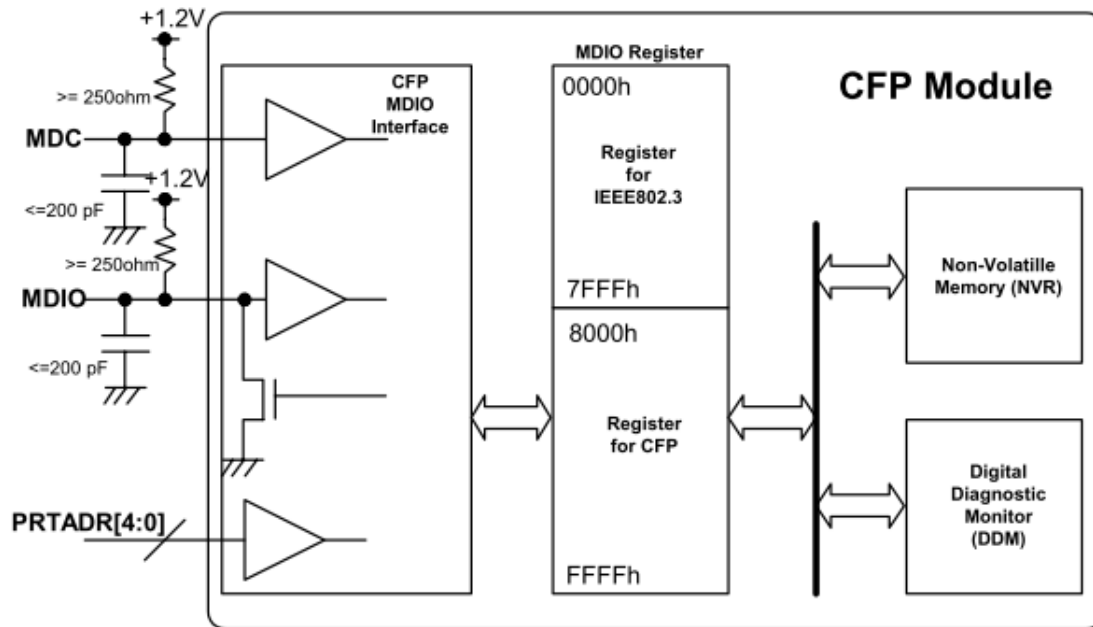 +1.2V
>= 250ohm
MDC
<=200 pF
+1.2V
>= 250ohm
MDIO
<=200 pF
PRTADR[4:0]
CFP
MDIO
Interface
MDIO Register
0000h
Register
for
IEEE802.3
7FFFh
8000h
Register
for CFP
FFFFh
CFP Module
Non-Volatille
Memory (NVR)
Digital
Diagnostic
Monitor
(DDM)